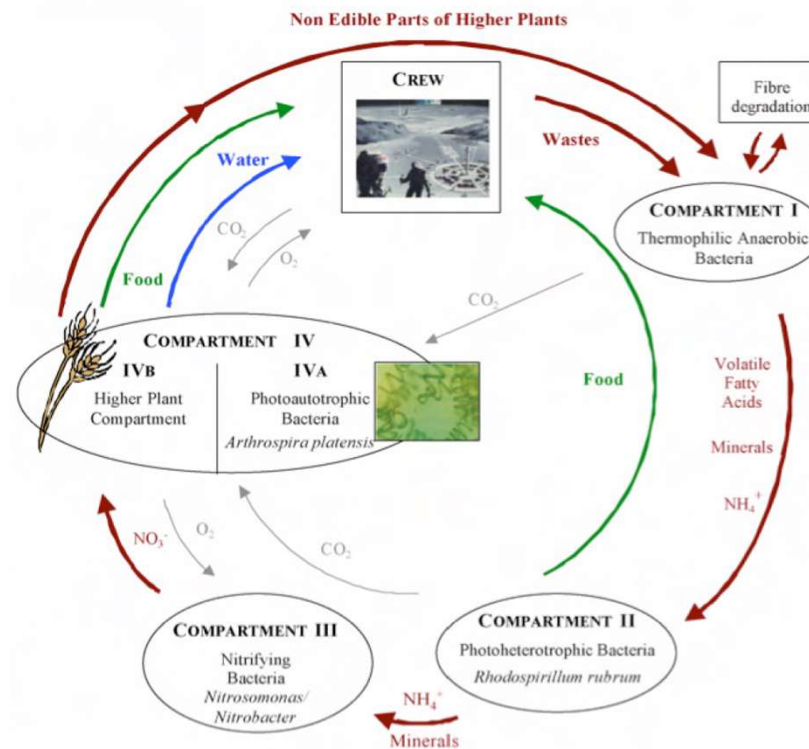 Non Edible Parts of Higher Plants
CREW
Fibre
degradation
Wastes
Water
COMPARTMENT I
Thermophilic Anaerobic
Bacteria
CO2
O2
Food
CO2
COMPARTMENT IV
IVB
Higher Plant
Compartment
IVA
Photoautotrophic
Bacteria
Arthrospira platensis
Food
Volatile
Fatty
Acids
Minerals
NH4+
NO3-
O2
CO2
COMPARTMENT III
Nitrifying
Bacteria
Nitrosomonas/
Nitrobacter
COMPARTMENT II
Photoheterotrophic Bacteria
Rhodospirillum rubrum
NH4+
Minerals